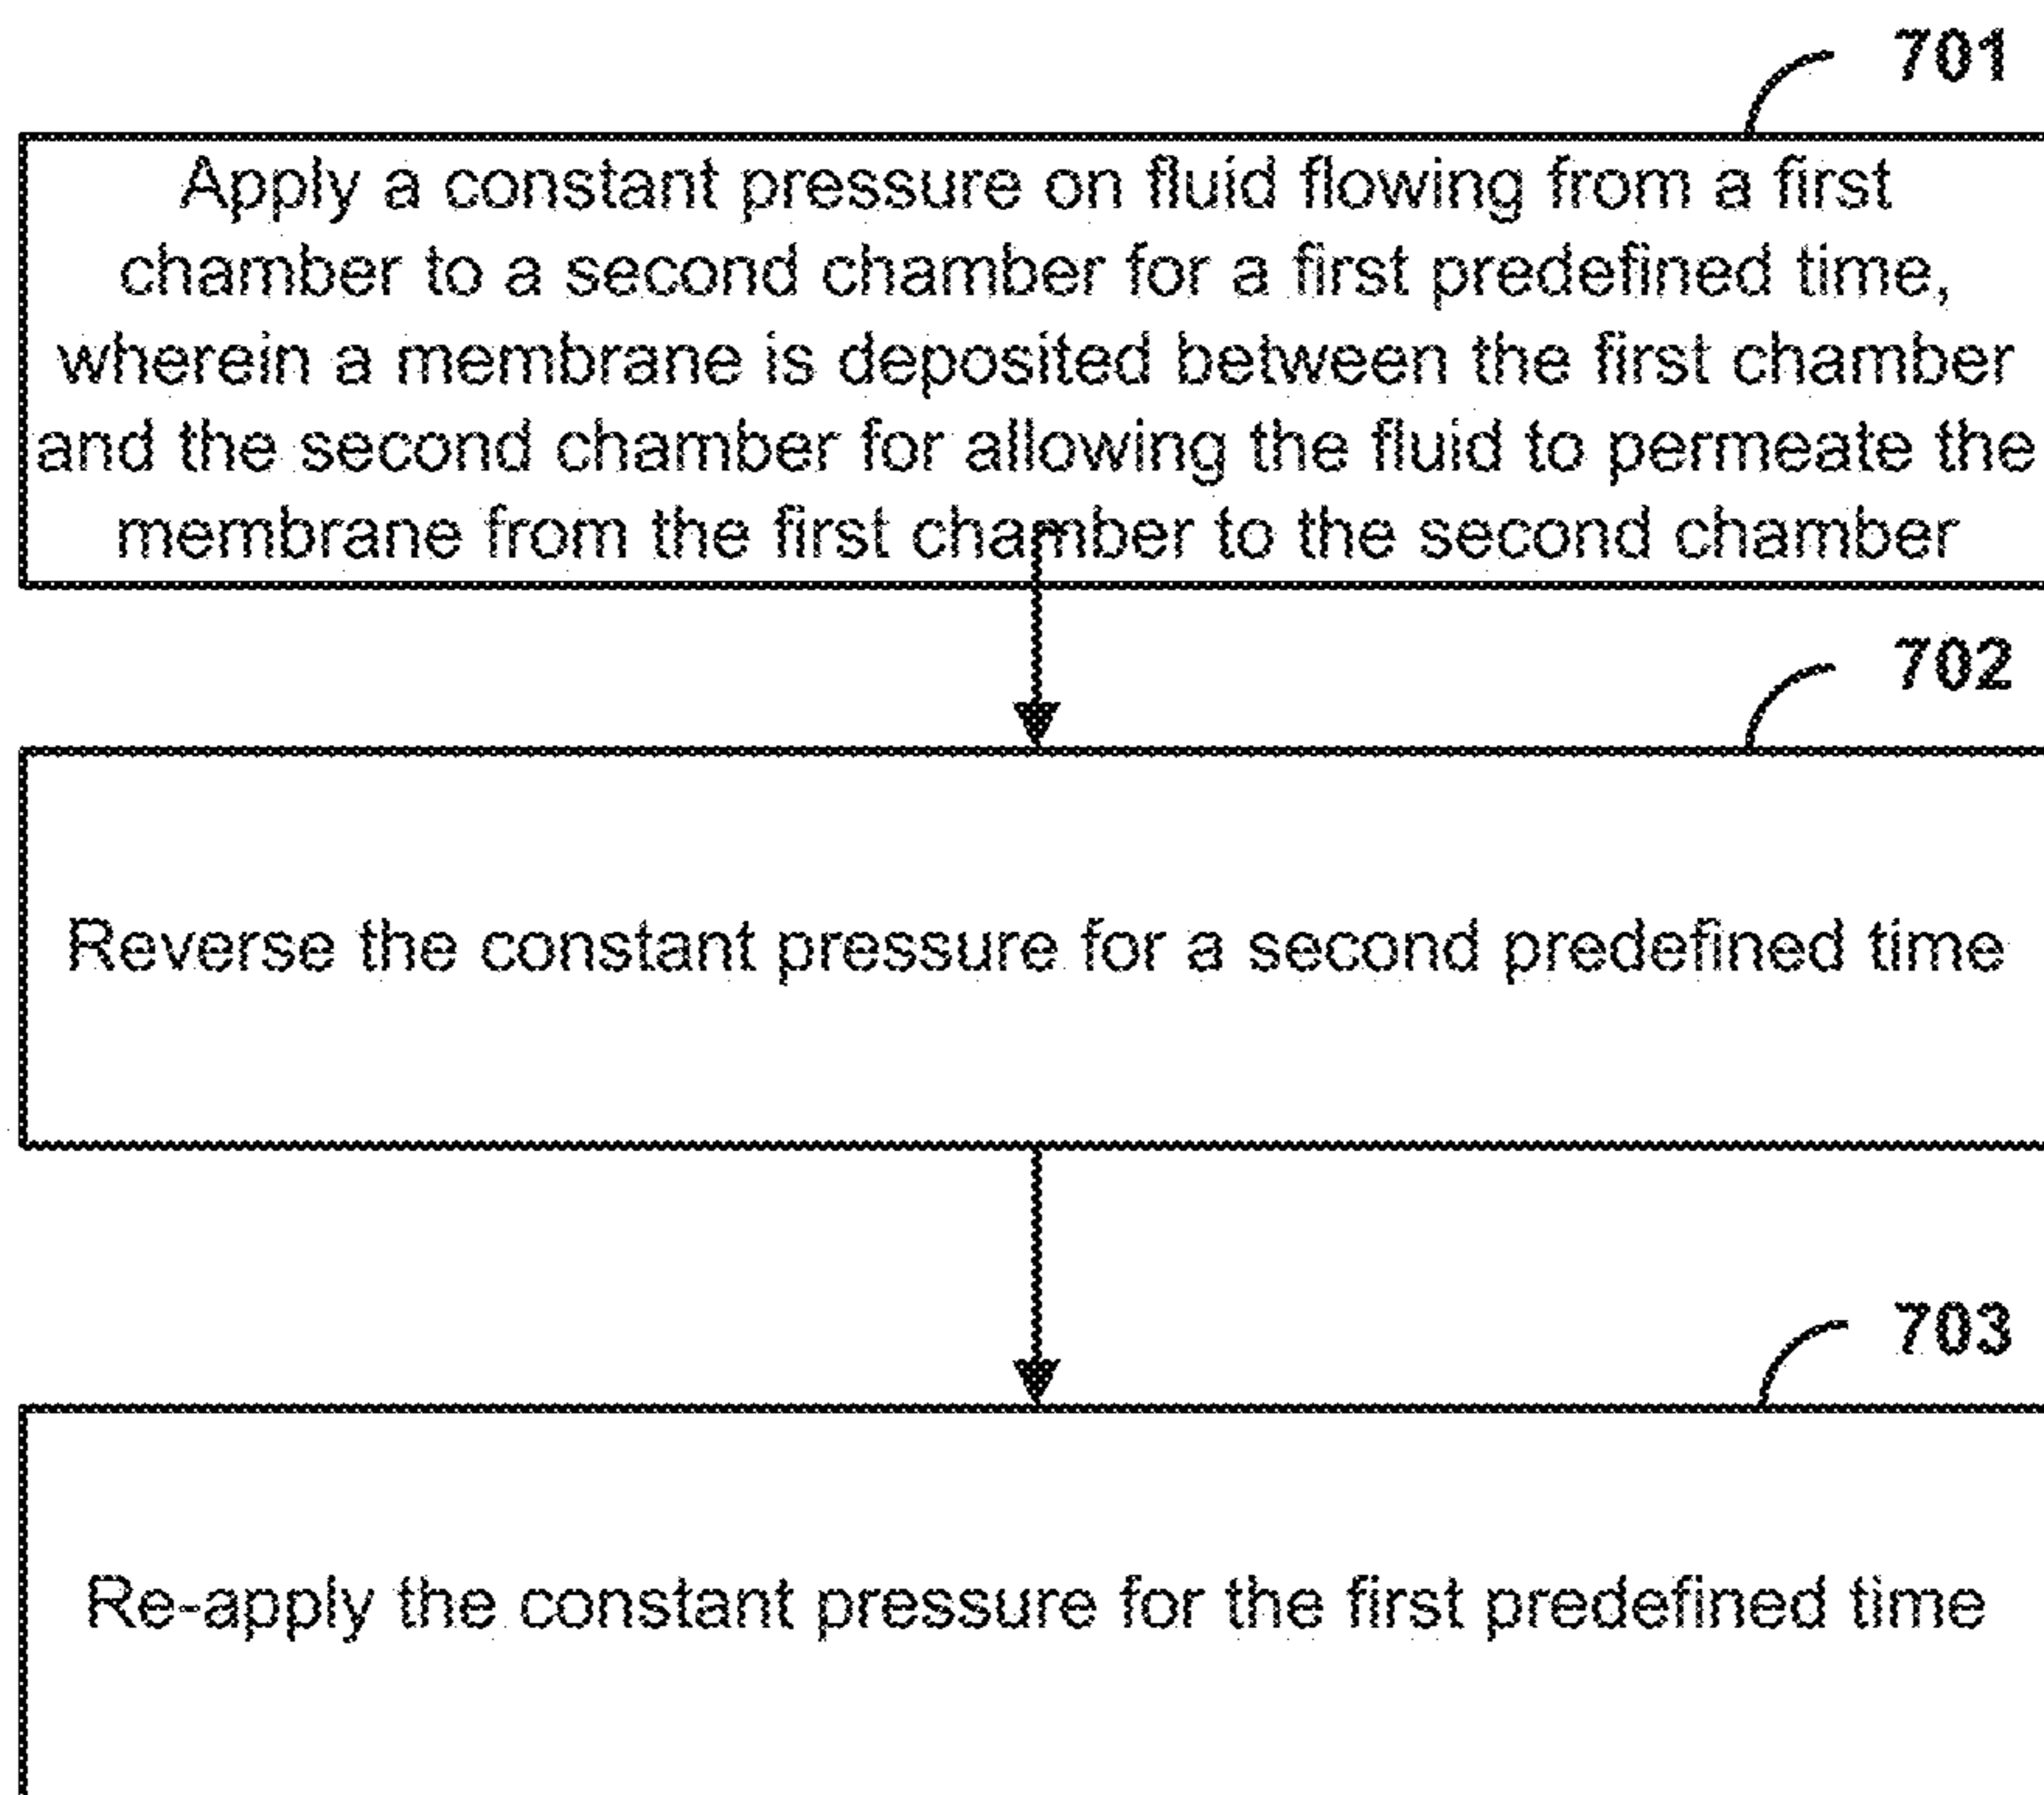 701
Apply a constant pressure on fluid flowing from a first
chamber to a second chamber for a first predefined time,
wherein a membrane is deposited between the first chamber
and the second chamber for allowing the fluid to permeate the
membrane from the first chamber to the second chamber
702
Reverse the constant pressure for a second predefined time
703
Re-apply the constant pressure for the first predefined time